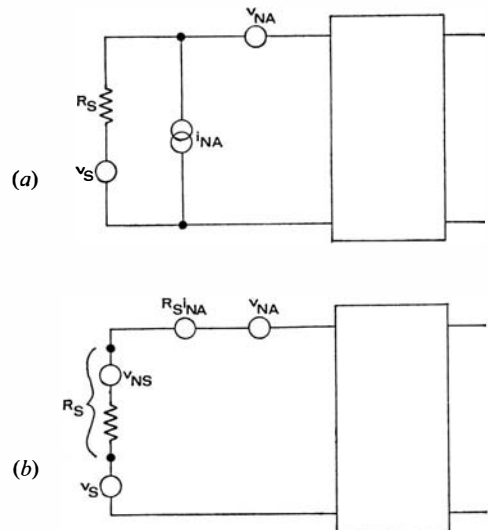 v_NA
(a)
R_S
i_NA
v_S
(b)
R_S i_NA
v_NA
R_S
v_NS
v_S